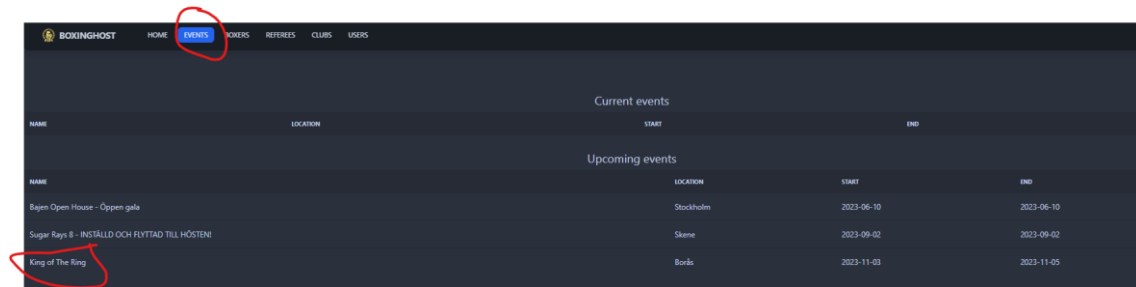 BOXINGHOST HOME EVENTS BOXERS REFEREES CLUBS USERS
Current events
NAME LOCATION START END
Upcoming events
NAME LOCATION START END
Bajen Open House - Öppen gala Stockholm 2023-06-10 2023-06-10
Sugar Rays 8 - INSTÄLLD OCH FLYTTAD TILL HÖSTEN! Skene 2023-09-02 2023-09-02
King of The Ring Borås 2023-11-03 2023-11-05